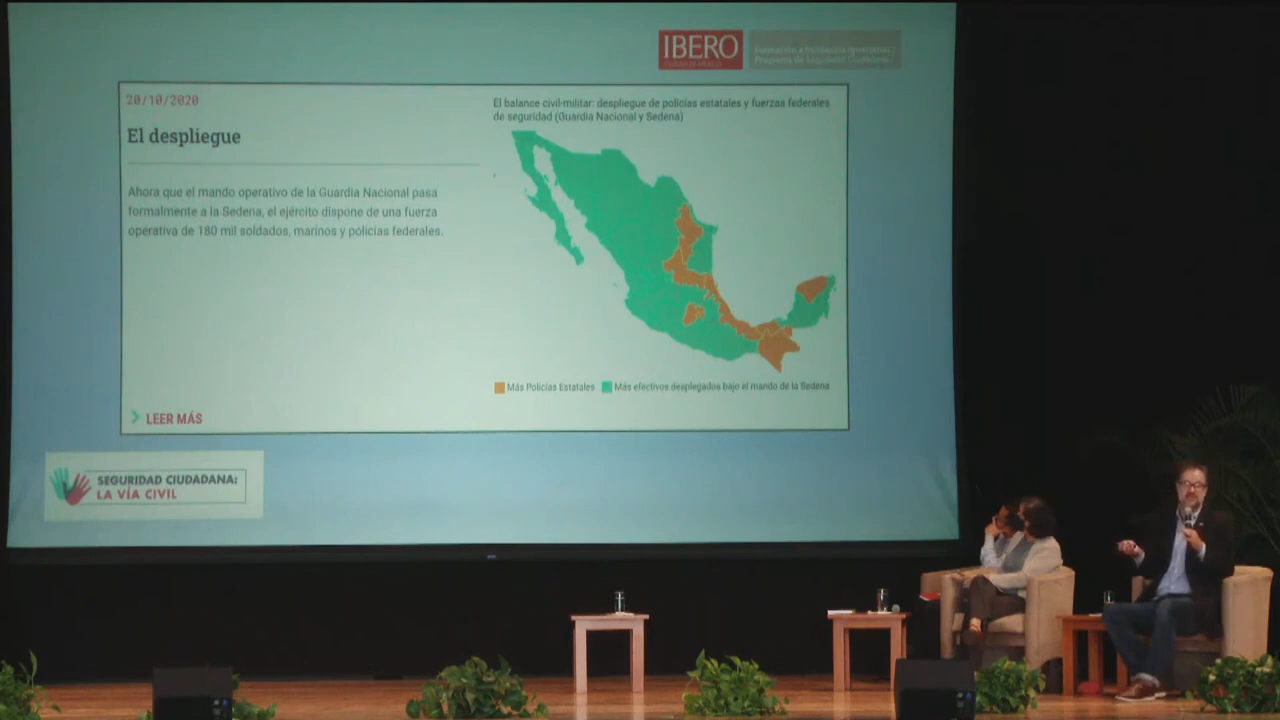 IBERO
20/10/2020
El despliegue
Ahora que el mando operativo de la Guardia Nacional pasa
formalmente a la Sedena, el ejército dispone de una fuerza
operativa de 180 mil soldados, marinos y policías federales.
LEER MÁS
El balance civil-militar: despliegue de policías estatales y fuerzas federales
de seguridad (Guardia Nacional y Sedena)
Más Policías Estatales
Más efectivos desplegados bajo el mando de la Sedena
SEGURIDAD CIUDADANA:
LA VÍA CIVIL